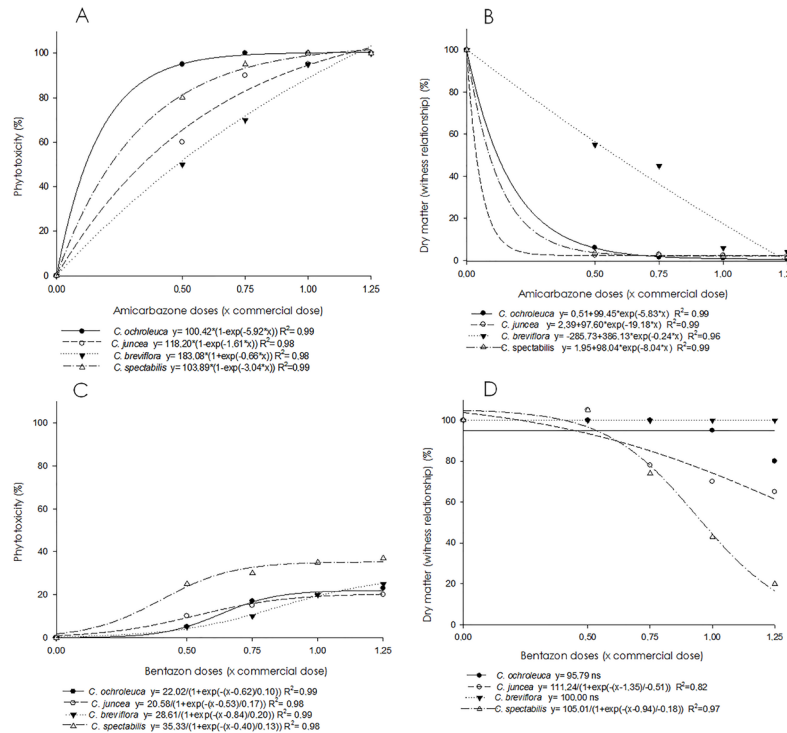 A
Phytotoxicity (%)
100
80
60
40
20
0
0.00 0.50 0.75 1.00 1.25
Amicarbazone doses (x commercial dose)
C. ochroleuca y= 100.42*(1-exp(-5.92*x)) R2= 0.99
C. juncea y= 118.20*(1-exp(-1.61*x)) R2= 0,98
C. breviflora y= 183.08*(1+exp(-0.66*x)) R2= 0,98
C. spectabilis y= 103.89*(1-exp(-3.04*x)) R2=0.99
B
Dry matter (witness relationship) (%)
100
80
60
40
20
0
0.00 0.50 0.75 1.00 1.25
Amicarbazone doses (x commercial dose)
C. ochroleuca y= 0,51+99.45*exp(-5.83*x) R2= 0.99
C. juncea y= 2,39+97.60*exp(-19.18*x) R2=0.99
C. breviflora y= -285.73+386.13*exp(-0.24*x) R2= 0.96
C. spectabilis y= 1.95+98.04*exp(-8.04*x) R2=0.99
C
Phytotoxicity (%)
100
80
60
40
20
0
0.00 0.50 0.75 1.00 1.25
Bentazon doses (x commercial dose)
C. ochroleuca y= 22.02/(1+exp(-(x-0.62)/0.10)) R2=0.99
C. juncea y= 20.58/(1+exp(-(x-0.53)/0.17)) R2= 0.98
C. breviflora y= 28.61/(1+exp(-(x-0.84)/0.20)) R2= 0.99
C. spectabilis y= 35.33/(1+exp(-(x-0.40)/0.13)) R2= 0.98
D
Dry matter (witness relationship) (%)
100
80
60
40
20
0
0.00 0.50 0.75 1.00 1.25
Bentazon doses (x commercial dose)
C. ochroleuca y= 95.79 ns
C. juncea y= 111.24/(1+exp(-(x-1.35)/-0.51)) R2=0.82
C. breviflora y= 100.00 ns
C. spectabilis y= 105.01/(1+exp(-(x-0.94)/-0.18)) R2=0.97